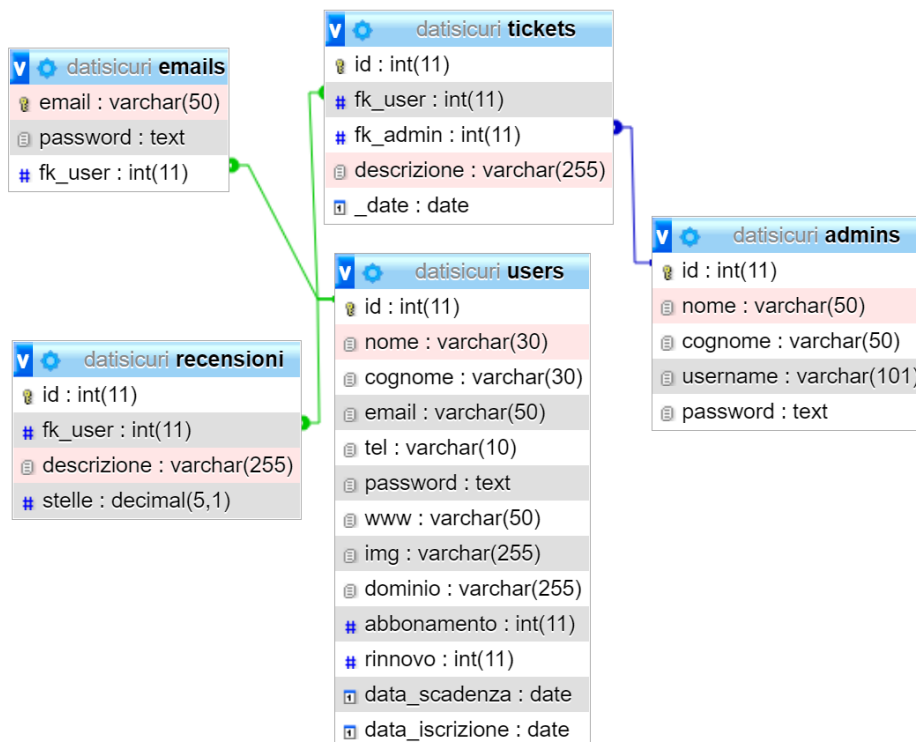 datisicuri emails
email : varchar(50)
password : text
fk_user : int(11)
datisicuri tickets
id : int(11)
fk_user : int(11)
fk_admin : int(11)
descrizione : varchar(255)
_date : date
datisicuri admins
id : int(11)
nome : varchar(50)
cognome : varchar(50)
username : varchar(101)
password : text
datisicuri users
id : int(11)
nome : varchar(30)
cognome : varchar(30)
email : varchar(50)
tel : varchar(10)
password : text
www : varchar(50)
img : varchar(255)
dominio : varchar(255)
abbonamento : int(11)
rinnovo : int(11)
data_scadenza : date
data_iscrizione : date
datisicuri recensioni
id : int(11)
fk_user : int(11)
descrizione : varchar(255)
stelle : decimal(5,1)